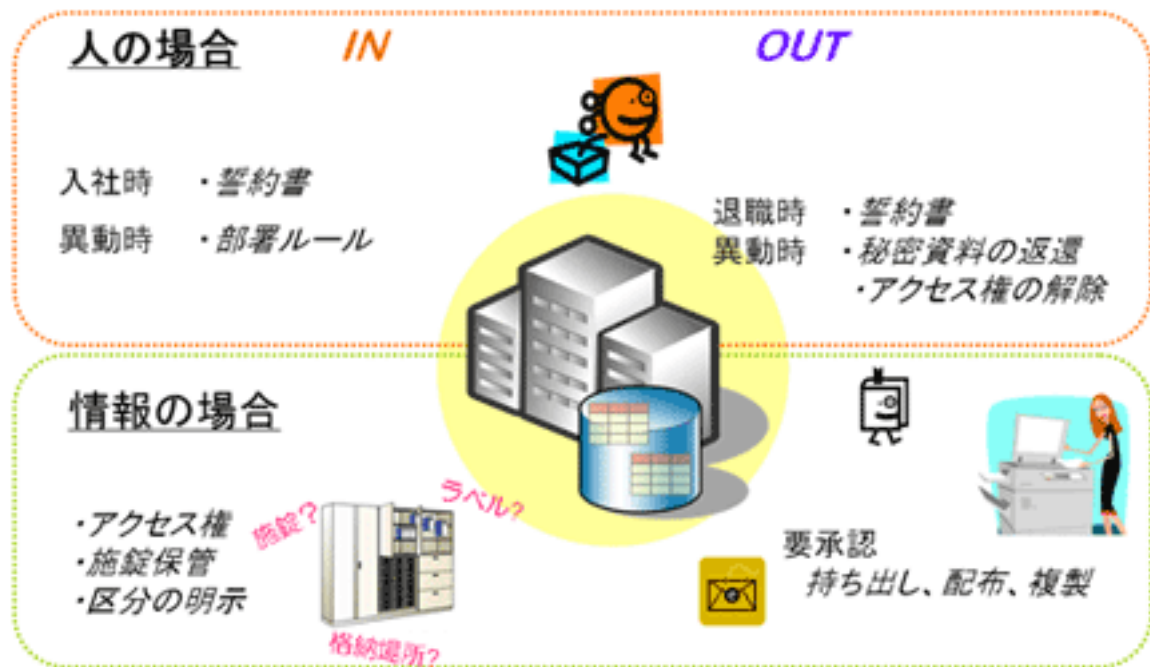 人の場合
IN
OUT
入社時 ・誓約書
異動時 ・部署ルール
退職時 ・誓約書
異動時 ・秘密資料の返還
・アクセス権の解除
情報の場合
・アクセス権
・施錠保管
・区分の明示
施錠?
ラベル?
格納場所?
要承認
持ち出し、配布、複製